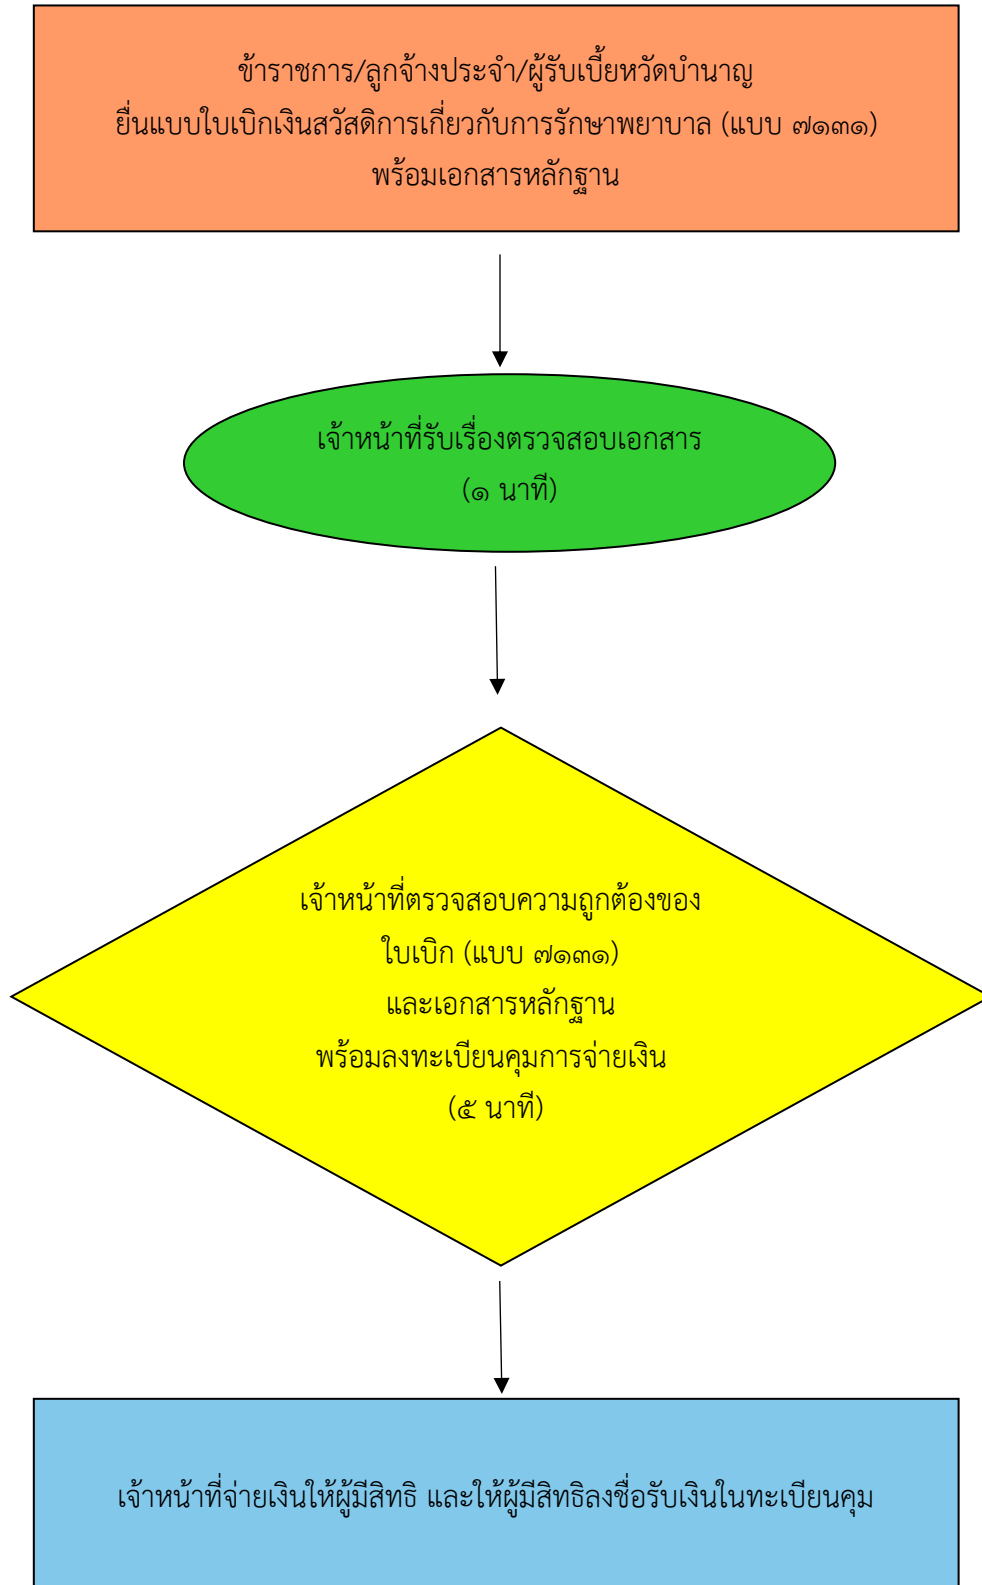 ข้าราชการ/ลูกจ้างประจำ/ผู้รับเบี้ยหวัดบำนาญ
ยื่นแบบใบเบิกเงินสวัสดิการเกี่ยวกับการรักษาพยาบาล (แบบ ๗๑๓๑)
พร้อมเอกสารหลักฐาน
เจ้าหน้าที่รับเรื่องตรวจสอบเอกสาร
(๑ นาที)
เจ้าหน้าที่ตรวจสอบความถูกต้องของ
ใบเบิก (แบบ ๗๑๓๑)
และเอกสารหลักฐาน
พร้อมลงทะเบียนคุมการจ่ายเงิน
(๕ นาที)
เจ้าหน้าที่จ่ายเงินให้ผู้มีสิทธิ และให้ผู้มีสิทธิลงชื่อรับเงินในทะเบียนคุม